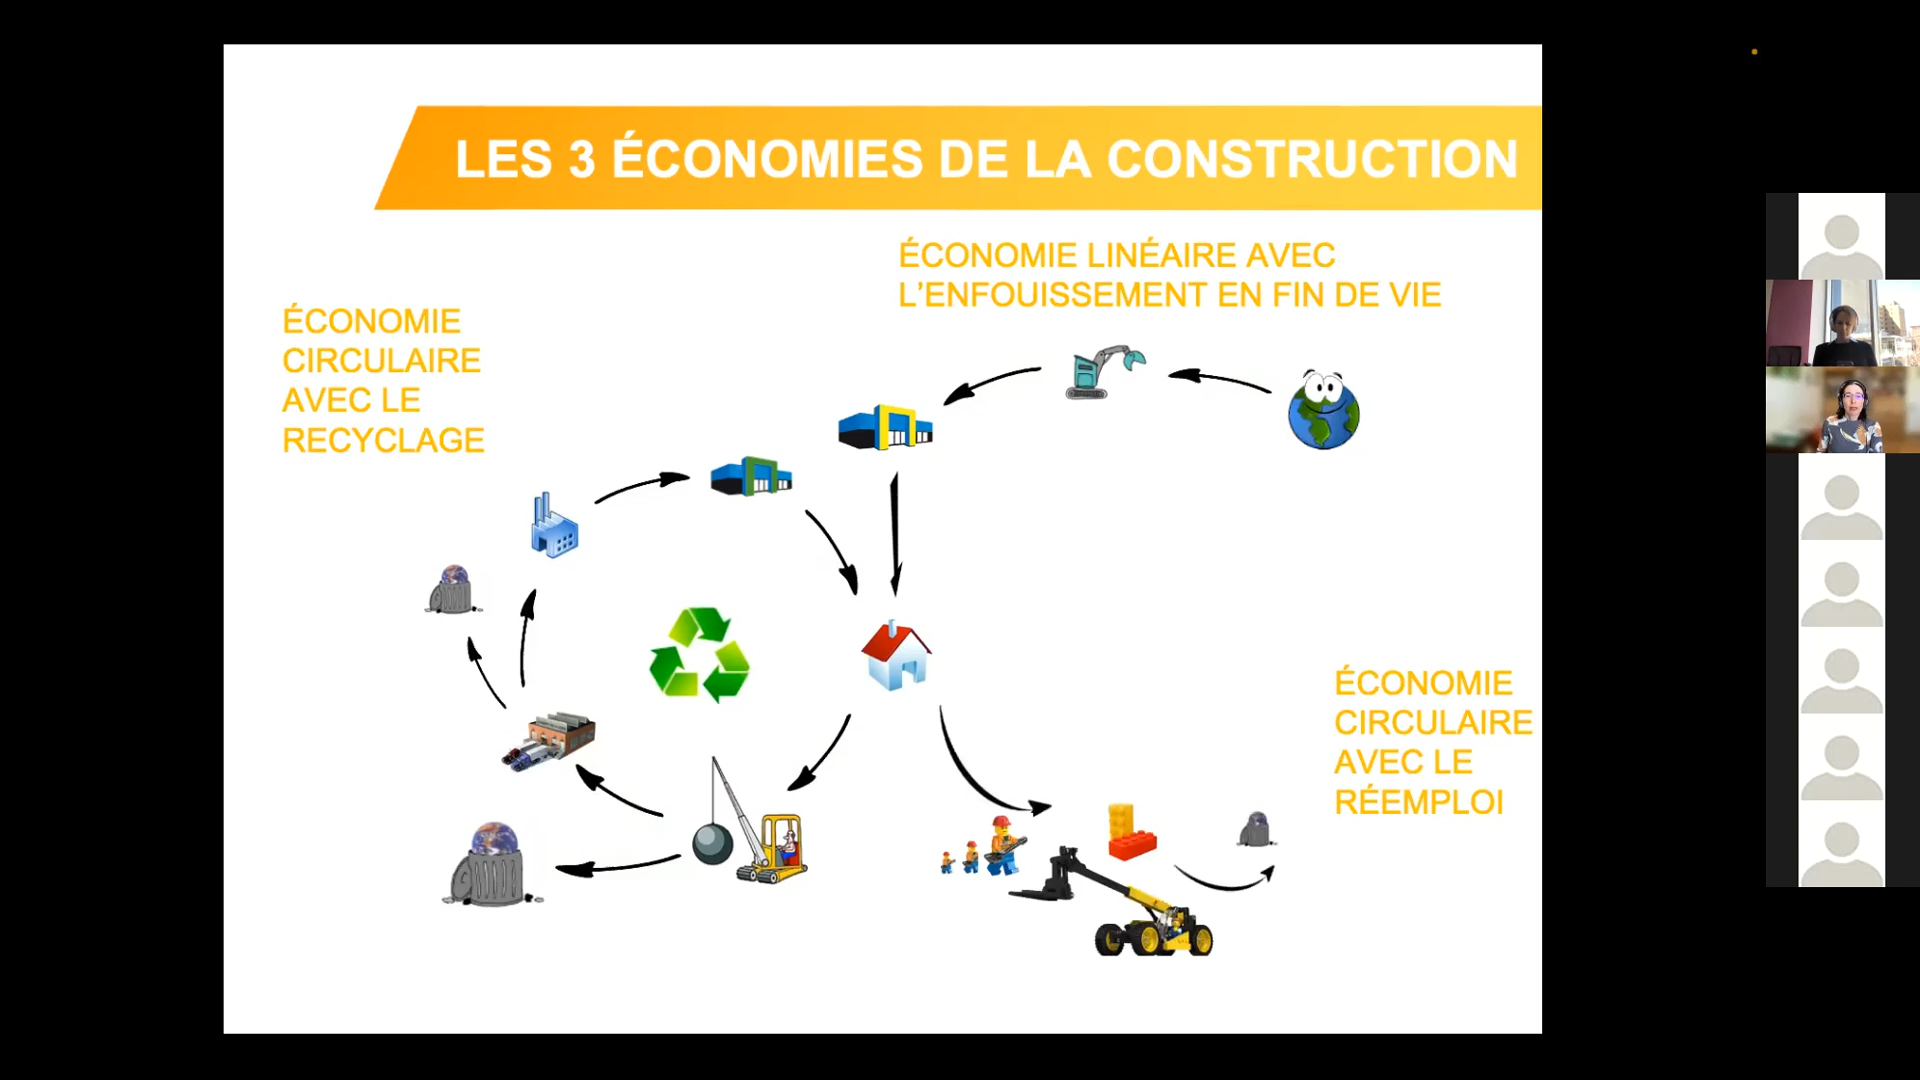 LES 3 ÉCONOMIES DE LA CONSTRUCTION
ÉCONOMIE LINÉAIRE AVEC
L’ENFOUISSEMENT EN FIN DE VIE
ÉCONOMIE
CIRCULAIRE
AVEC LE
RECYCLAGE
ÉCONOMIE
CIRCULAIRE
AVEC LE
RÉEMPLOI